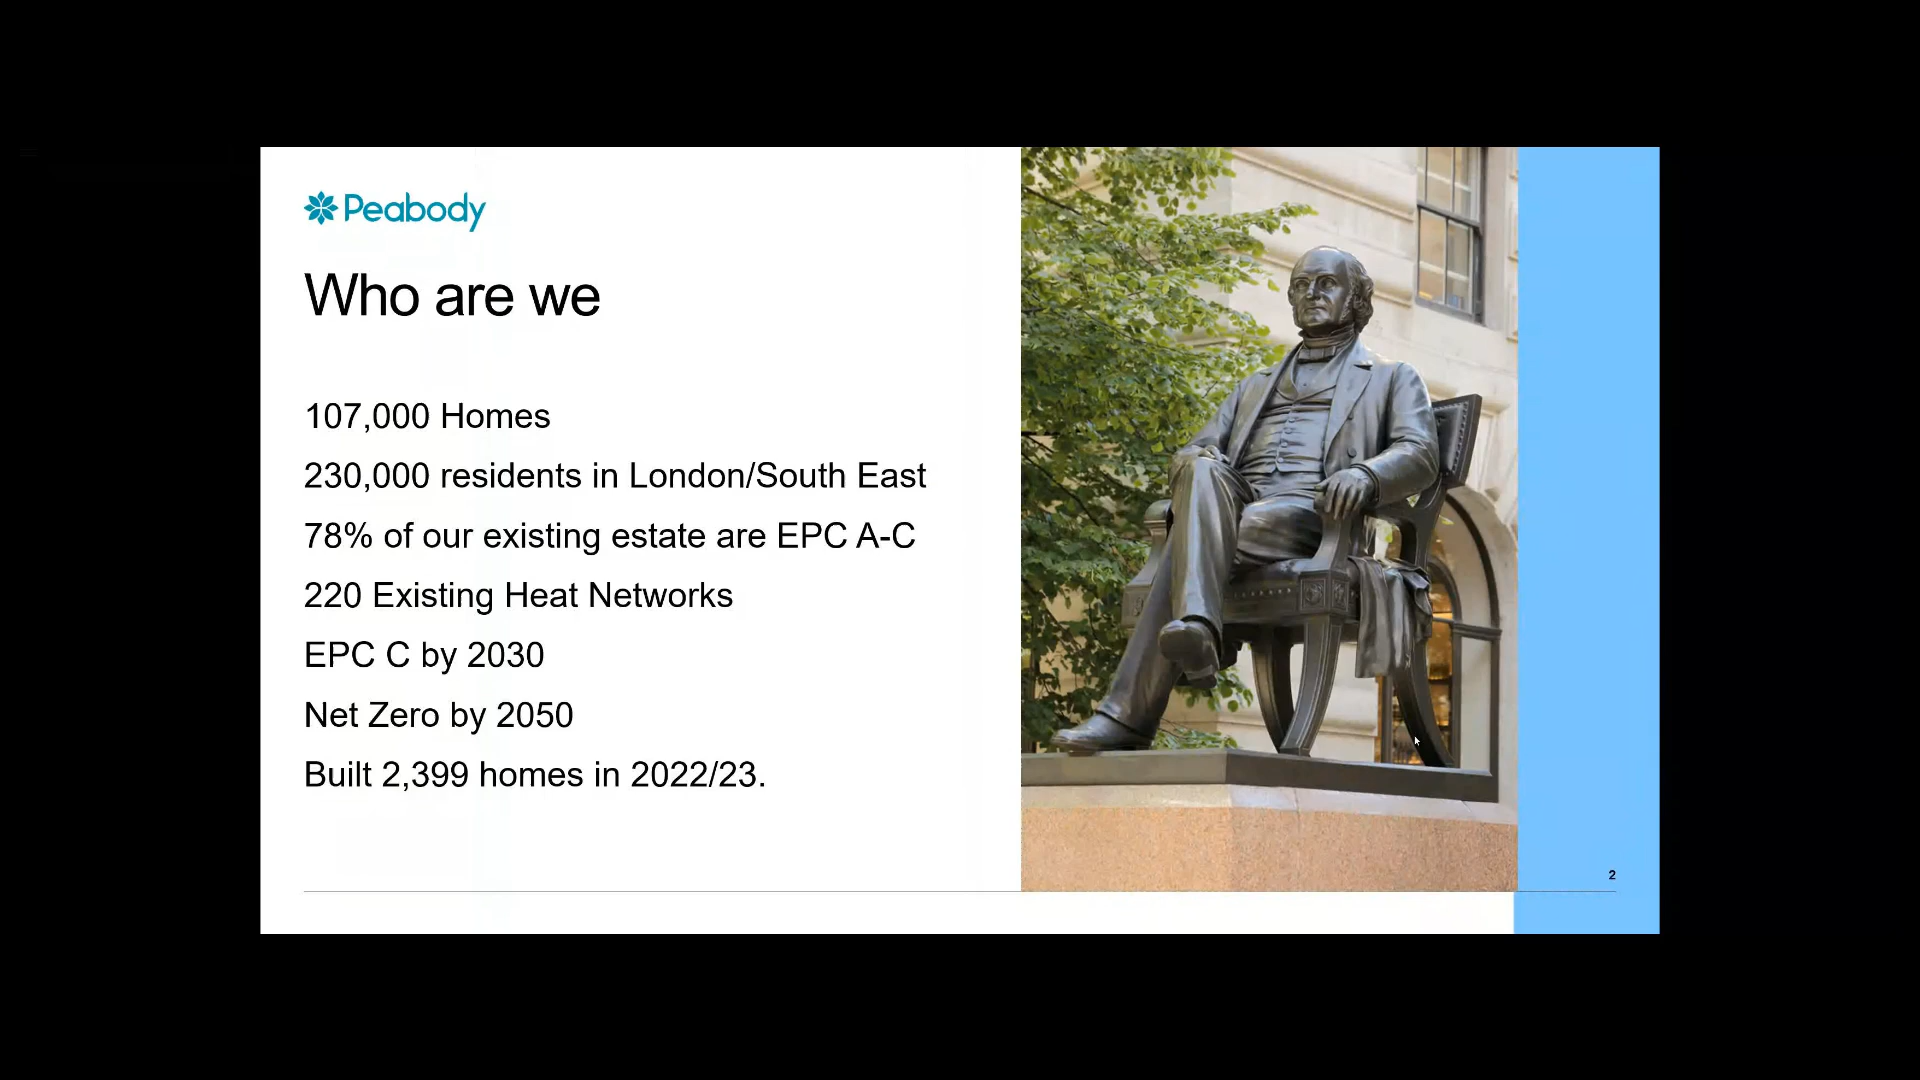 Peabody
Who are we
107,000 Homes
230,000 residents in London/South East
78% of our existing estate are EPC A-C
220 Existing Heat Networks
EPC C by 2030
Net Zero by 2050
Built 2,399 homes in 2022/23.
2